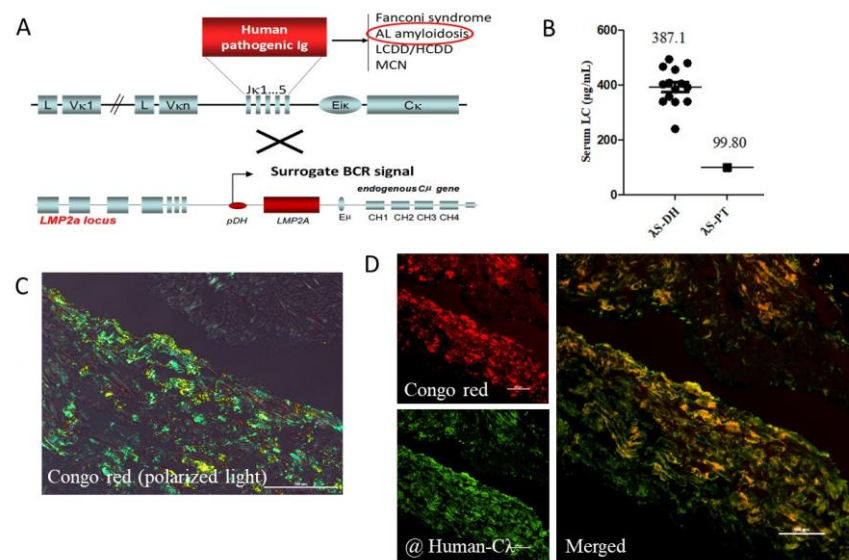 A
Human
pathogenic Ig
Fanconi syndrome
AL amyloidosis
LCDD/HCDD
MCN
Jκ1...5
L
Vκ1
L
Vκn
Eiκ
Cκ
Surrogate BCR signal
endogenous Cμ gene
LMP2a locus
pDH
LMP2A
Eμ
CH1
CH2
CH3
CH4
B
387.1
99.80
Serum LC (μg/mL)
600
400
200
0
λS-DH
λS-PT
C
Congo red (polarized light)
D
Congo red
@ Human-Cλ
Merged